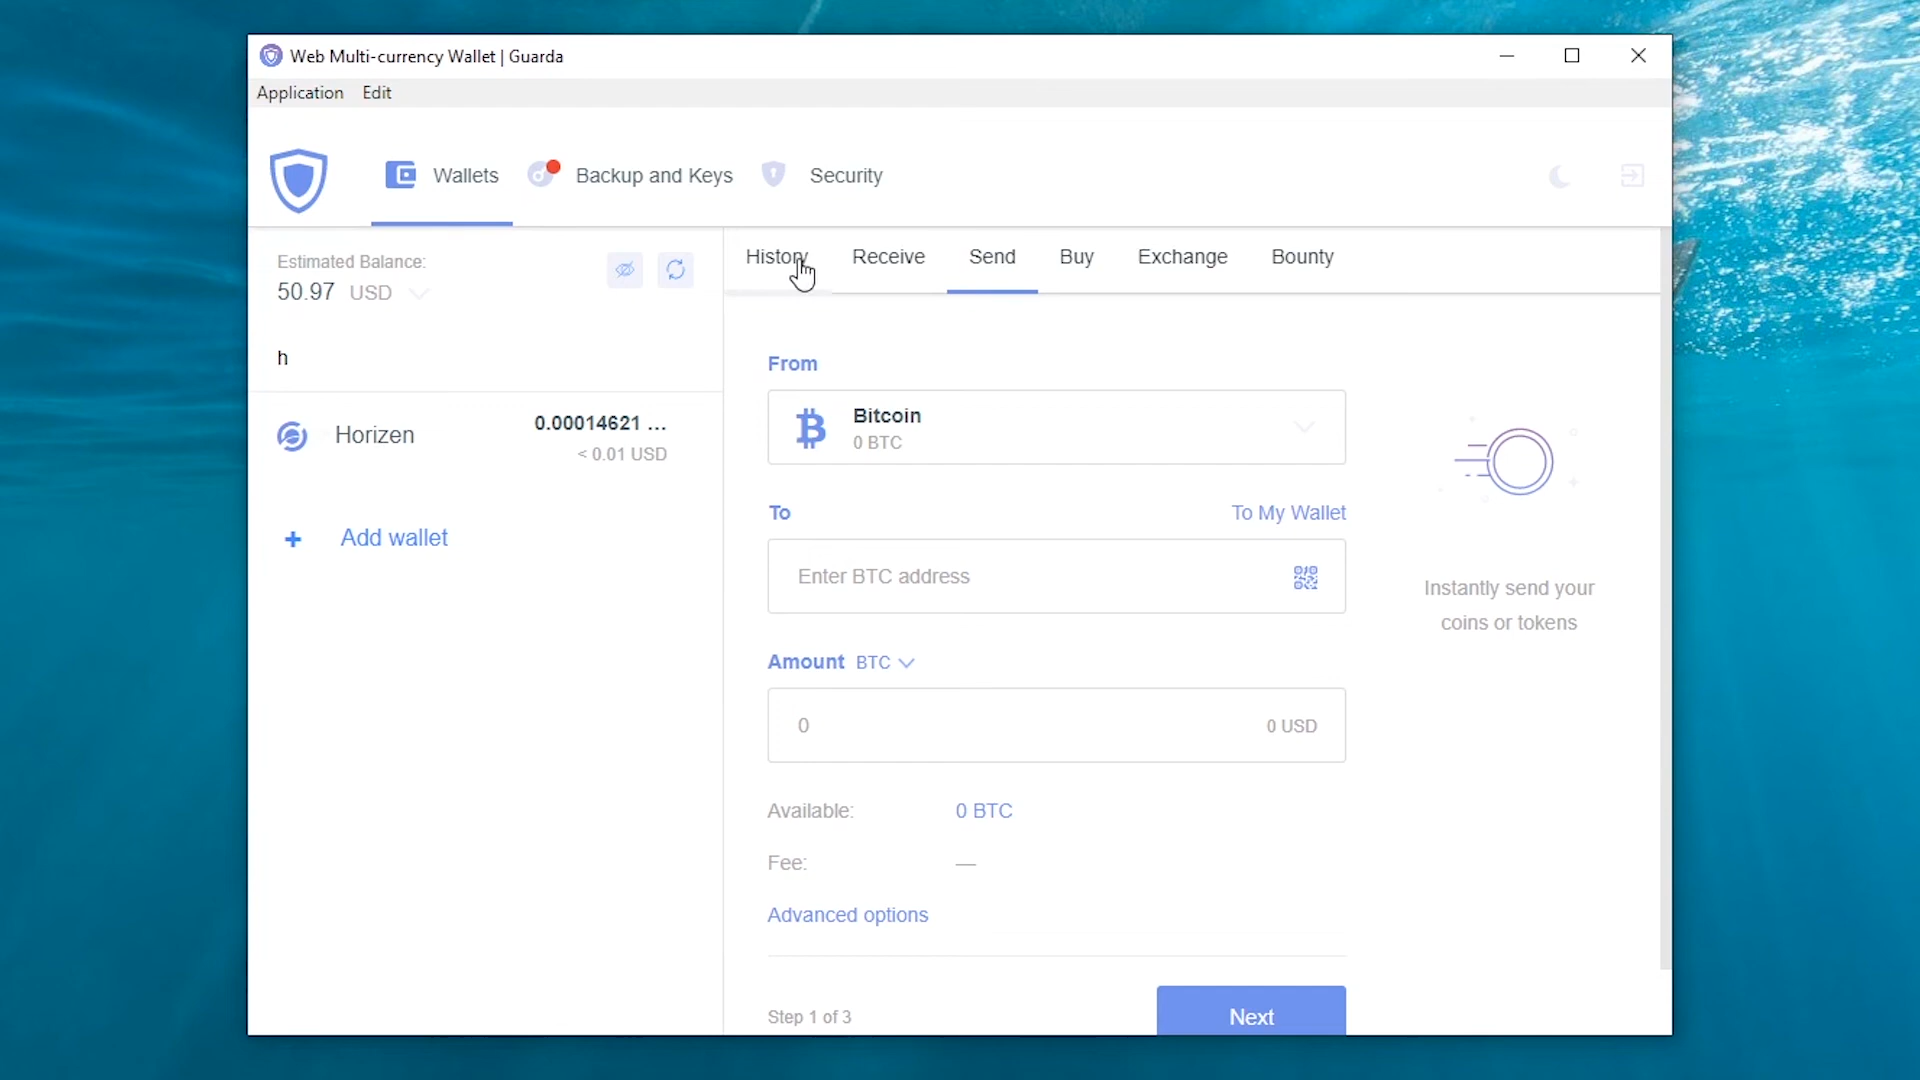 Web Multi-currency Wallet | Guarda
Application Edit
Wallets Backup and Keys Security
Estimated Balance:
50.97 USD
h
Horizen 0.00014621 ...
< 0.01 USD
+ Add wallet
History Receive Send Buy Exchange Bounty
From
Bitcoin
0 BTC
To To My Wallet
Enter BTC address
Amount BTC
0 0 USD
Available: 0 BTC
Fee: —
Advanced options
Step 1 of 3 Next
Instantly send your
coins or tokens